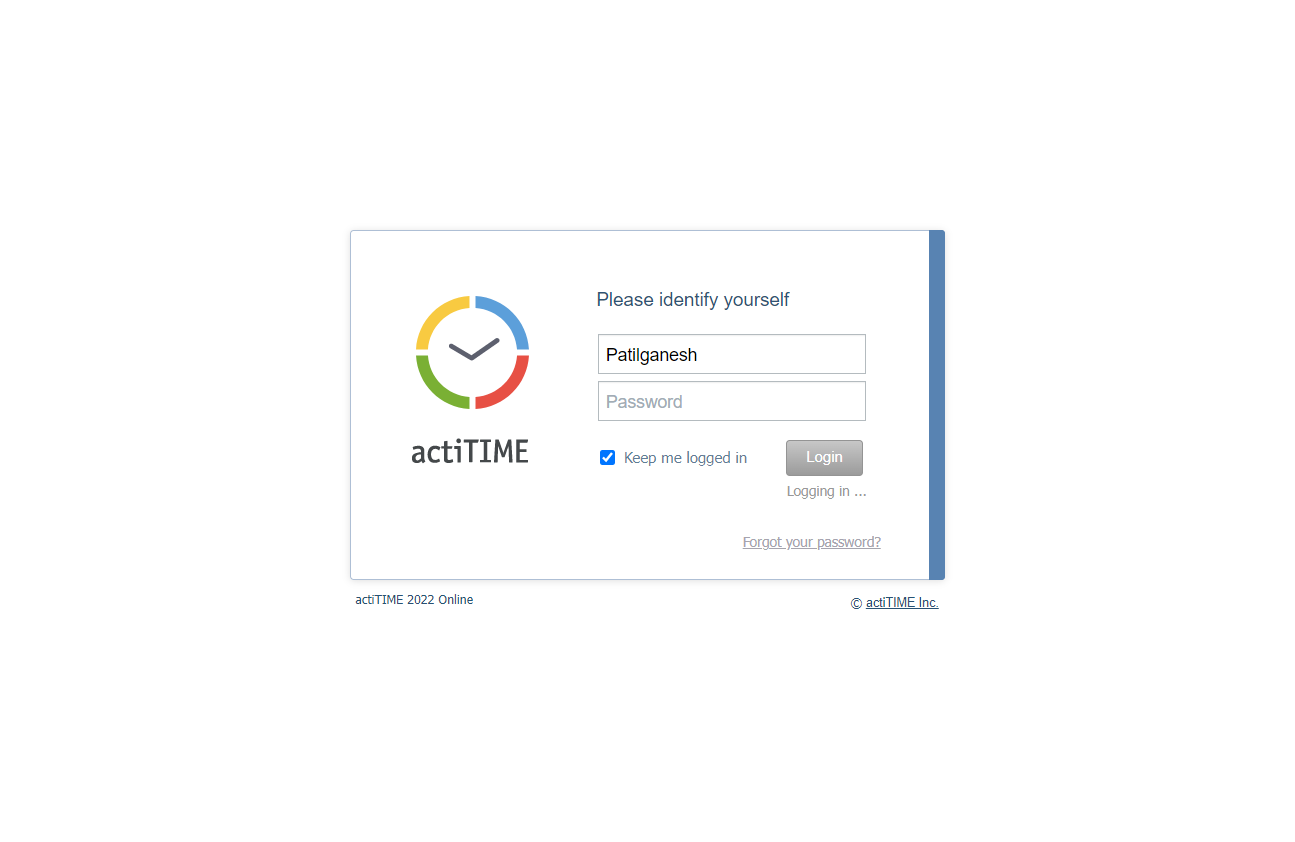 Please identify yourself
Patilganesh
Password
actiTIME
Keep me logged in
Login
Logging in ...
Forgot your password?
actiTIME 2022 Online
© actiTIME Inc.